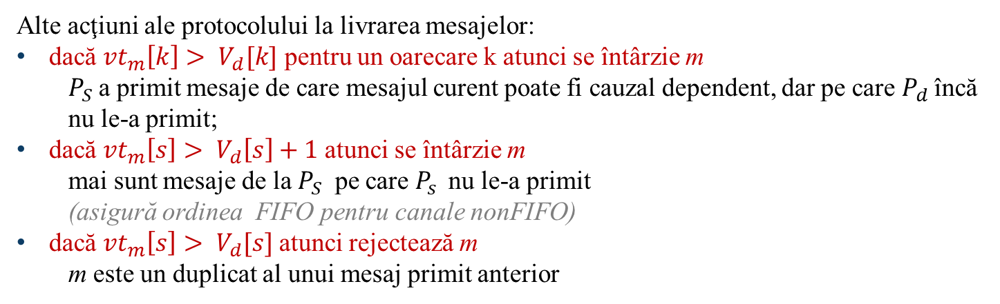 Alte acţiuni ale protocolului la livrarea mesajelor:
• dacă $vt_m[k] > V_d[k]$ pentru un oarecare k atunci se întârzie m
$P_S$ a primit mesaje de care mesajul curent poate fi cauzal dependent, dar pe care $P_d$ încă
nu le-a primit;
• dacă $vt_m[s] > V_d[s] + 1$ atunci se întârzie m
mai sunt mesaje de la $P_S$ pe care $P_s$ nu le-a primit
(asigură ordinea FIFO pentru canale nonFIFO)
• dacă $vt_m[s] > V_d[s]$ atunci rejectează m
m este un duplicat al unui mesaj primit anterior